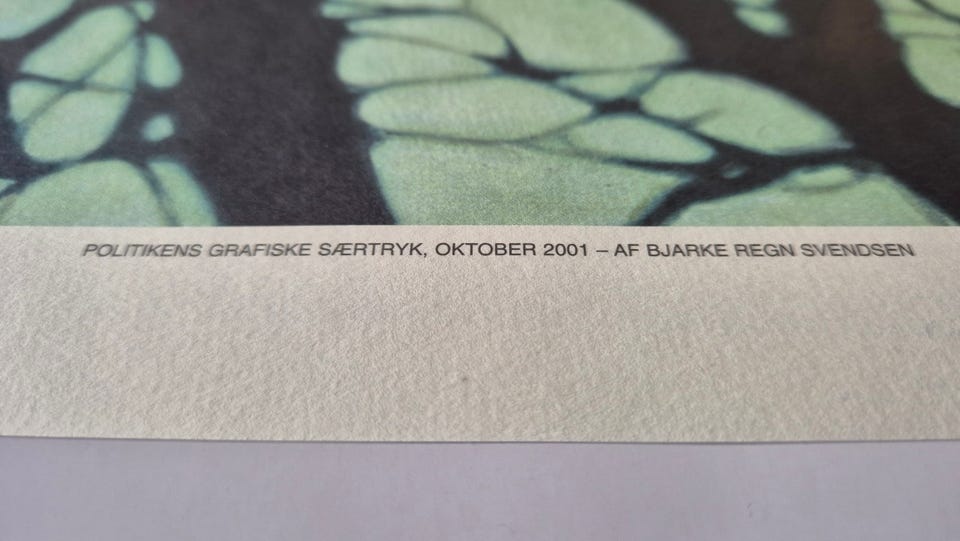 POLITIKENS GRAFISKE SÆRTRYK, OKTOBER 2001 – AF BJARKE REGN SVENDSEN